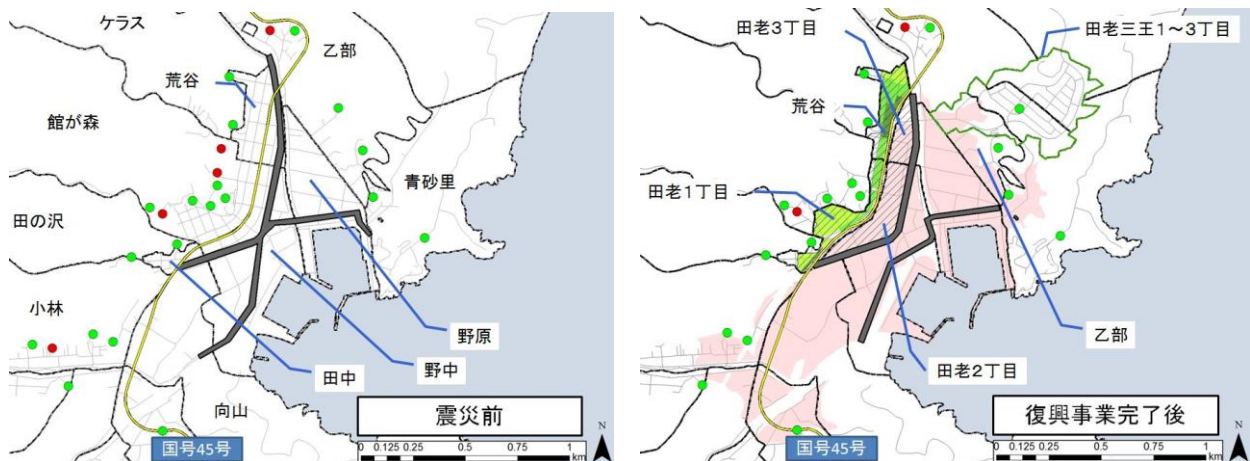 ケラス
乙部
荒谷
館が森
青砂里
田の沢
小林
野原
田中
野中
向山
震災前
国号45号
0 0.125 0.25 0.5 0.75 1
km
N
田老3丁目
田老三王1～3丁目
荒谷
田老1丁目
乙部
田老2丁目
復興事業完了後
国号45号
0 0.125 0.25 0.5 0.75 1
km
N